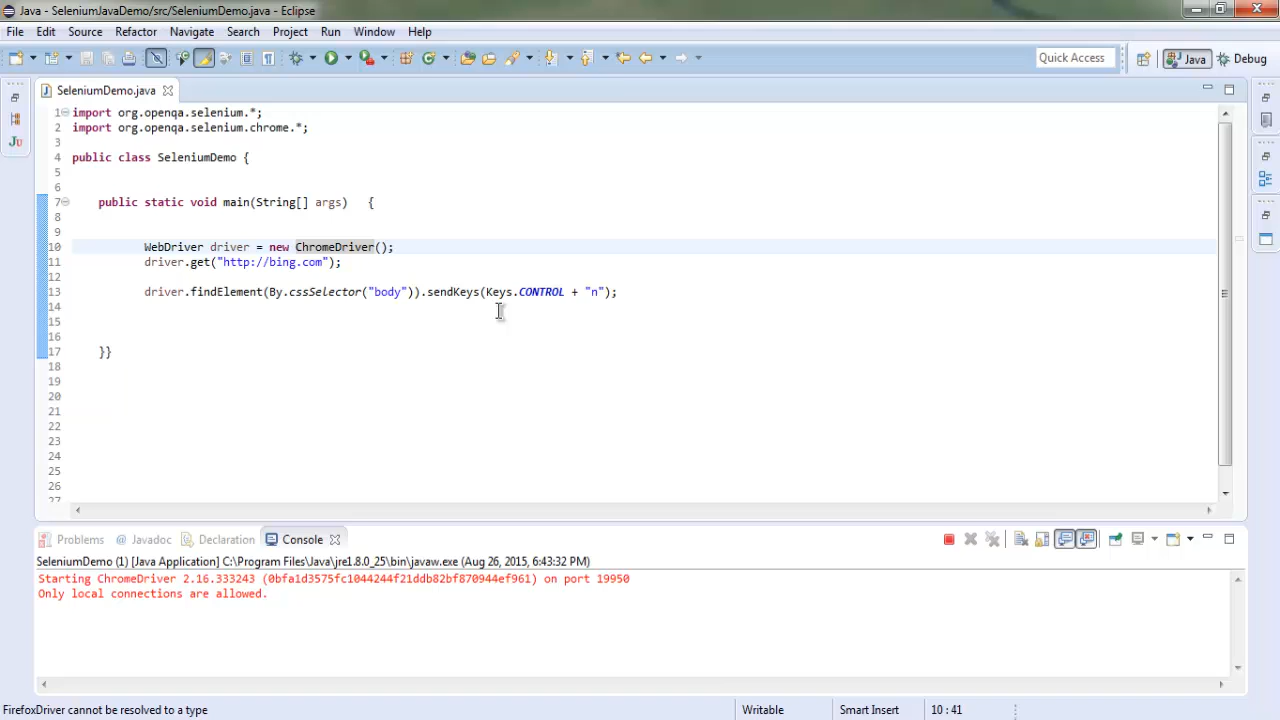 Java - SeleniumJavaDemo/src/SeleniumDemo.java - Eclipse
File Edit Source Refactor Navigate Search Project Run Window Help
Quick Access
Java
Debug
SeleniumDemo.java
1 import org.openqa.selenium.*;
2 import org.openqa.selenium.chrome.*;
3
4 public class SeleniumDemo {
5
6
7 public static void main(String[] args) {
8
9
10 WebDriver driver = new ChromeDriver();
11 driver.get("http://bing.com");
12
13 driver.findElement(By.cssSelector("body")).sendKeys(Keys.CONTROL + "n");
14
15
16
17 }}
18
19
20
21
22
23
24
25
26
27
Ju
Problems @ Javadoc Declaration Console
SeleniumDemo (1) [Java Application] C:\Program Files\Java\jre1.8.0_25\bin\javaw.exe (Aug 26, 2015, 6:43:32 PM)
Starting ChromeDriver 2.16.333243 (0bfa1d3575fc1044244f21ddb82bf870944ef961) on port 19950
Only local connections are allowed.
FirefoxDriver cannot be resolved to a type
Writable
Smart Insert
10 : 41